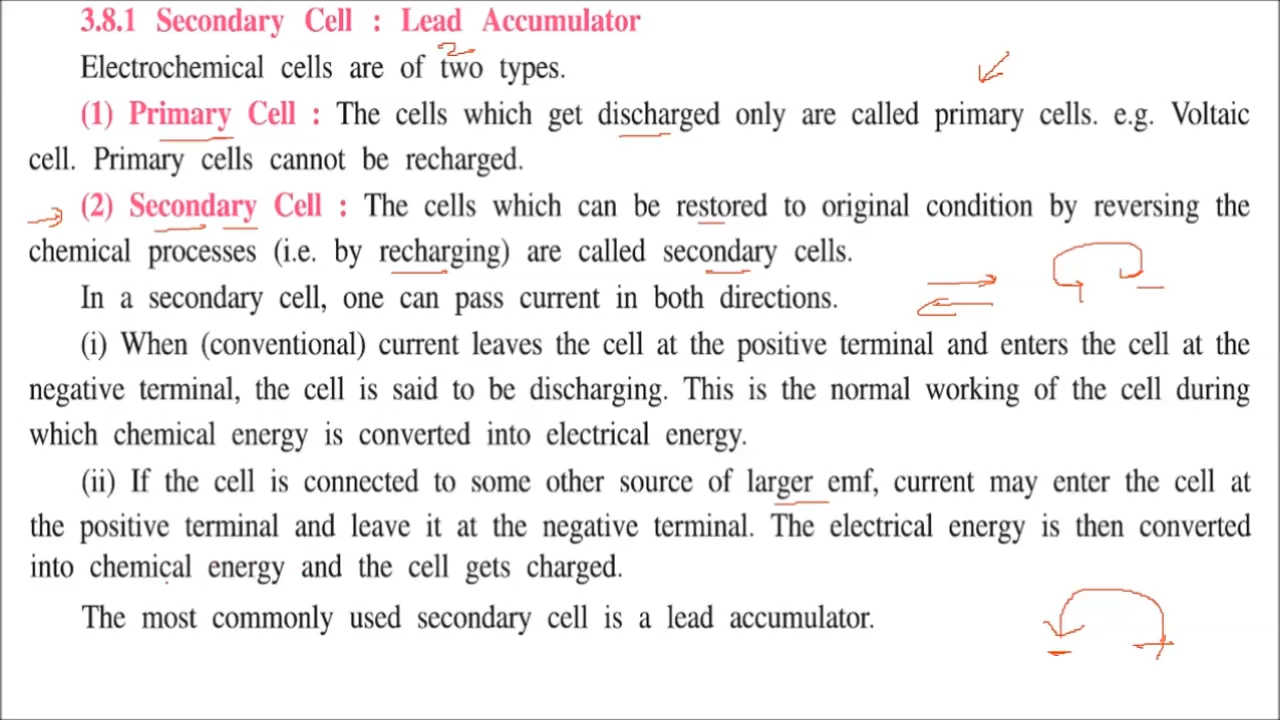 3.8.1 Secondary Cell : Lead Accumulator
2
Electrochemical cells are of two types.
(1) Primary Cell : The cells which get discharged only are called primary cells. e.g. Voltaic
cell. Primary cells cannot be recharged.
(2) Secondary Cell : The cells which can be restored to original condition by reversing the
chemical processes (i.e. by recharging) are called secondary cells.
In a secondary cell, one can pass current in both directions.
(i) When (conventional) current leaves the cell at the positive terminal and enters the cell at the
negative terminal, the cell is said to be discharging. This is the normal working of the cell during
which chemical energy is converted into electrical energy.
(ii) If the cell is connected to some other source of larger emf, current may enter the cell at
the positive terminal and leave it at the negative terminal. The electrical energy is then converted
into chemical energy and the cell gets charged.
The most commonly used secondary cell is a lead accumulator.